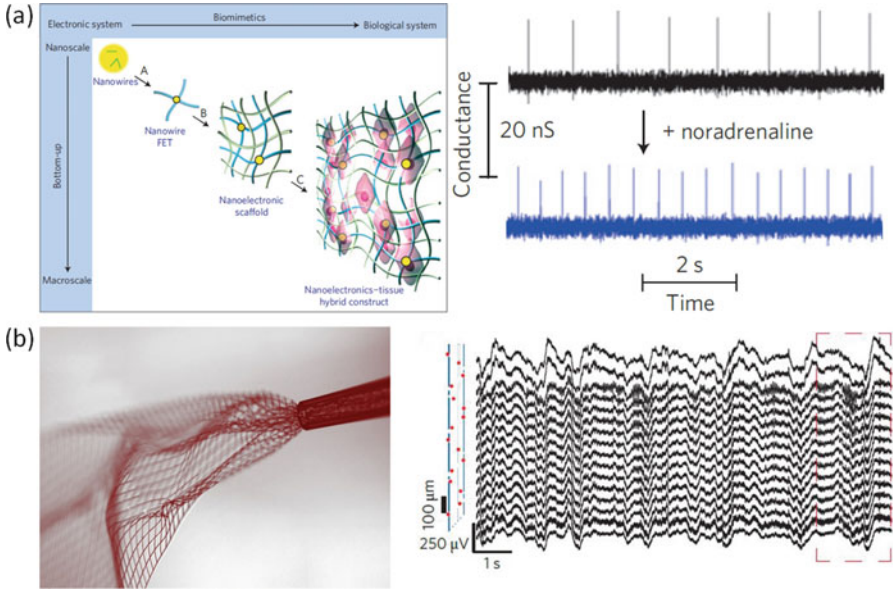 (a)
Electronic system
Biomimetics
Biological system
Nanoscale
Bottom-up
Macroscale
Nanowires
A
Nanowire
FET
B
Nanoelectronic
scaffold
C
Nanoelectronics–tissue
hybrid construct
Conductance
20 nS
+ noradrenaline
2 s
Time
(b)
100 μm
250 μV
1 s